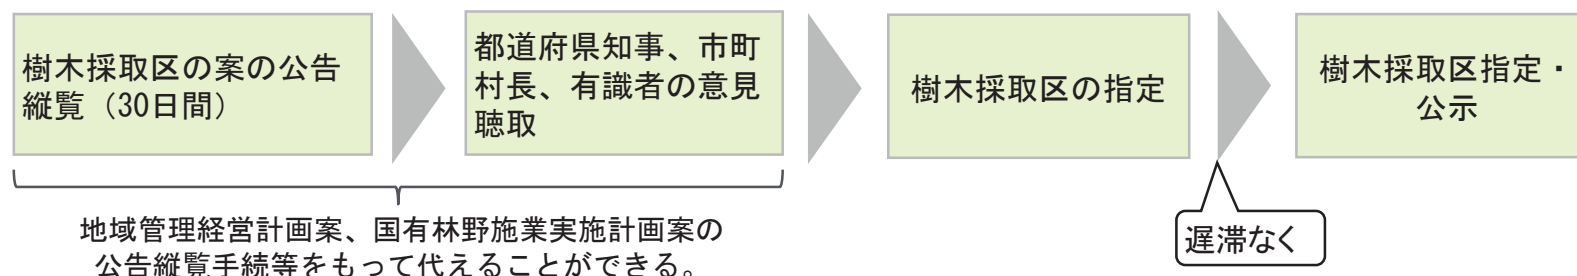 樹木採取区の案の公告
縦覧（30日間）
都道府県知事、市町
村長、有識者の意見
聴取
樹木採取区の指定
樹木採取区指定・
公示
地域管理経営計画案、国有林野施業実施計画案の
公告縦覧手続等をもって代えることができる。
遅滞なく